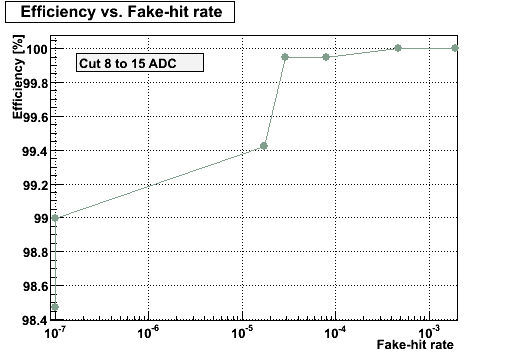 Efficiency vs. Fake-hit rate
Efficiency [%]
Cut 8 to 15 ADC
100
99.8
99.6
99.4
99.2
99
98.8
98.6
98.4
10⁻⁷ 10⁻⁶ 10⁻⁵ 10⁻⁴ 10⁻³
Fake-hit rate